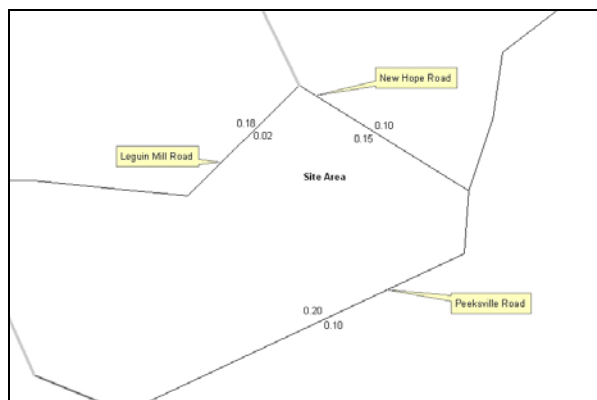 New Hope Road
0.18
0.02
0.10
0.15
Leguin Mill Road
Site Area
0.20
0.10
Peeksville Road